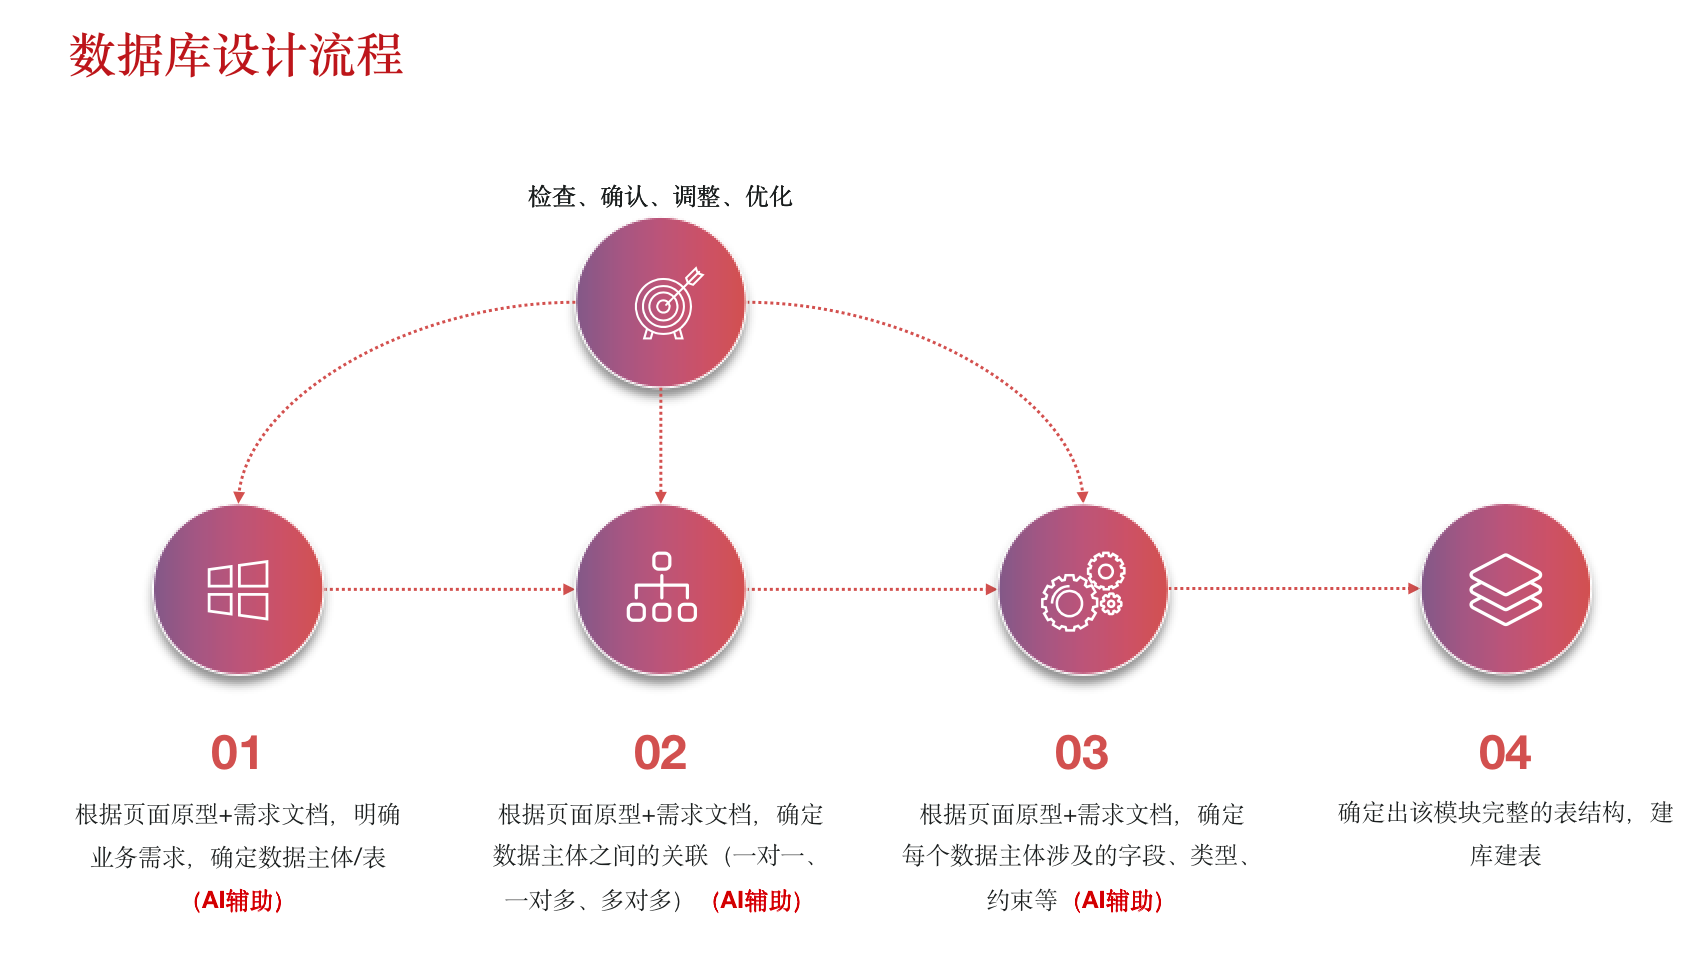 数据库设计流程
检查、确认、调整、优化
01
根据页面原型+需求文档，明确
业务需求，确定数据主体/表
（AI辅助）
02
根据页面原型+需求文档，确定
数据主体之间的关联（一对一、
一对多、多对多）（AI辅助）
03
根据页面原型+需求文档，确定
每个数据主体涉及的字段、类型、
约束等（AI辅助）
04
确定出该模块完整的表结构，建
库建表